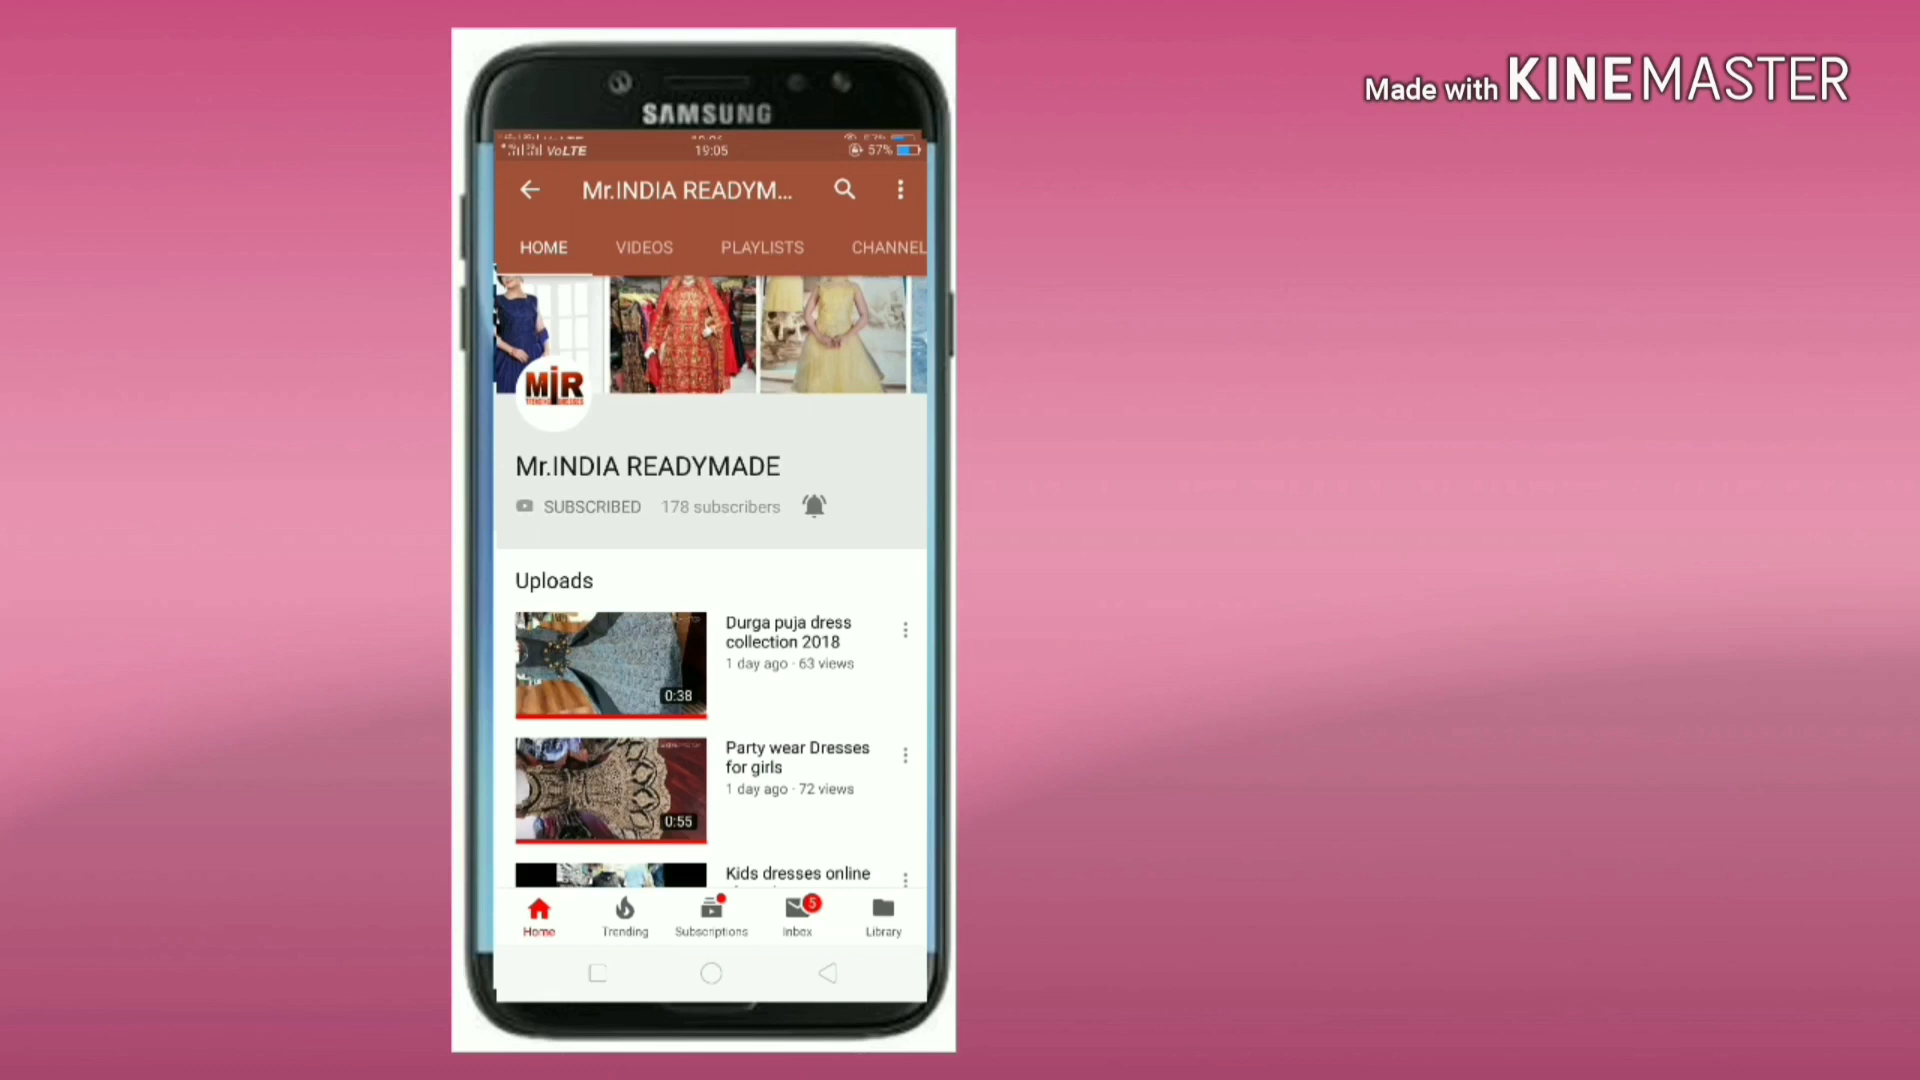 Made with KINEMASTER
SAMSUNG
VoLTE 19:05 57%
Mr.INDIA READYM...
HOME VIDEOS PLAYLISTS CHANNEL
MiR
TRENDING DRESSES
Mr.INDIA READYMADE
SUBSCRIBED 178 subscribers
Uploads
Durga puja dress
collection 2018
1 day ago · 63 views
0:38
Party wear Dresses
for girls
1 day ago · 72 views
0:55
Kids dresses online
Home Trending Subscriptions Inbox 5 Library